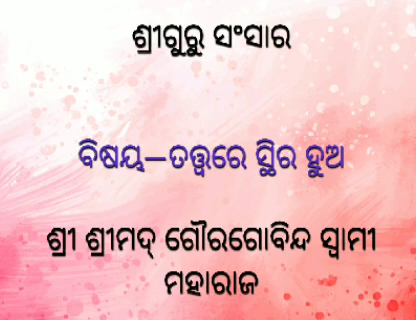 ଶ୍ରୀଗୁରୁ ସଂସାର
ବିଷୟ—ତତ୍ତ୍ୱରେ ସ୍ଥିର ହୁଅ
ଶ୍ରୀ ଶ୍ରୀମଦ୍ ଗୌରଗୋବିନ୍ଦ ସ୍ୱାମୀ
ମହାରାଜ